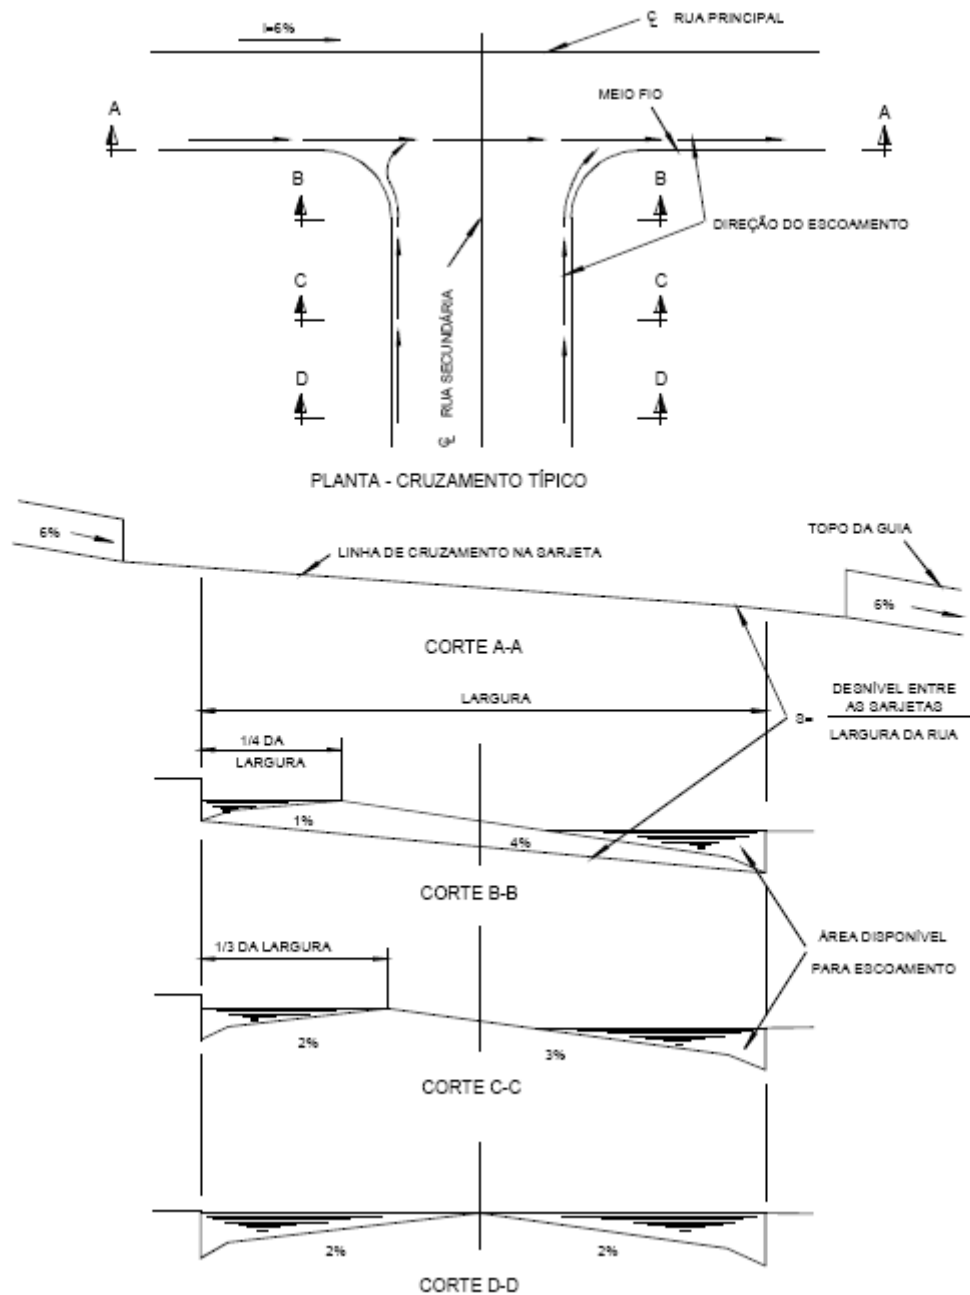 I=6%
℄ RUA PRINCIPAL
MEIO FIO
A
A
B
B
DIREÇÃO DO ESCOAMENTO
C
C
D
D
℄ RUA SECUNDÁRIA
PLANTA - CRUZAMENTO TÍPICO
6%
LINHA DE CRUZAMENTO NA SARJETA
TOPO DA GUIA
6%
CORTE A-A
LARGURA
S=
DESNÍVEL ENTRE
AS SARJETAS
LARGURA DA RUA
1/4 DA
LARGURA
1%
4%
CORTE B-B
1/3 DA LARGURA
ÁREA DISPONÍVEL
PARA ESCOAMENTO
2%
3%
CORTE C-C
2%
2%
CORTE D-D